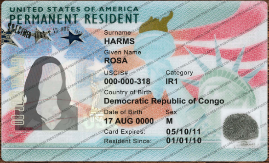 UNITED STATES OF AMERICA
PERMANENT RESIDENT
Surname
HARMS
Given Name
ROSA
USCIS# Category
000-000-318 IR1
Country of Birth
Democratic Republic of Congo
Date of Birth Sex
17 AUG 0000 M
Card Expires: 05/10/11
Resident Since: 01/01/10